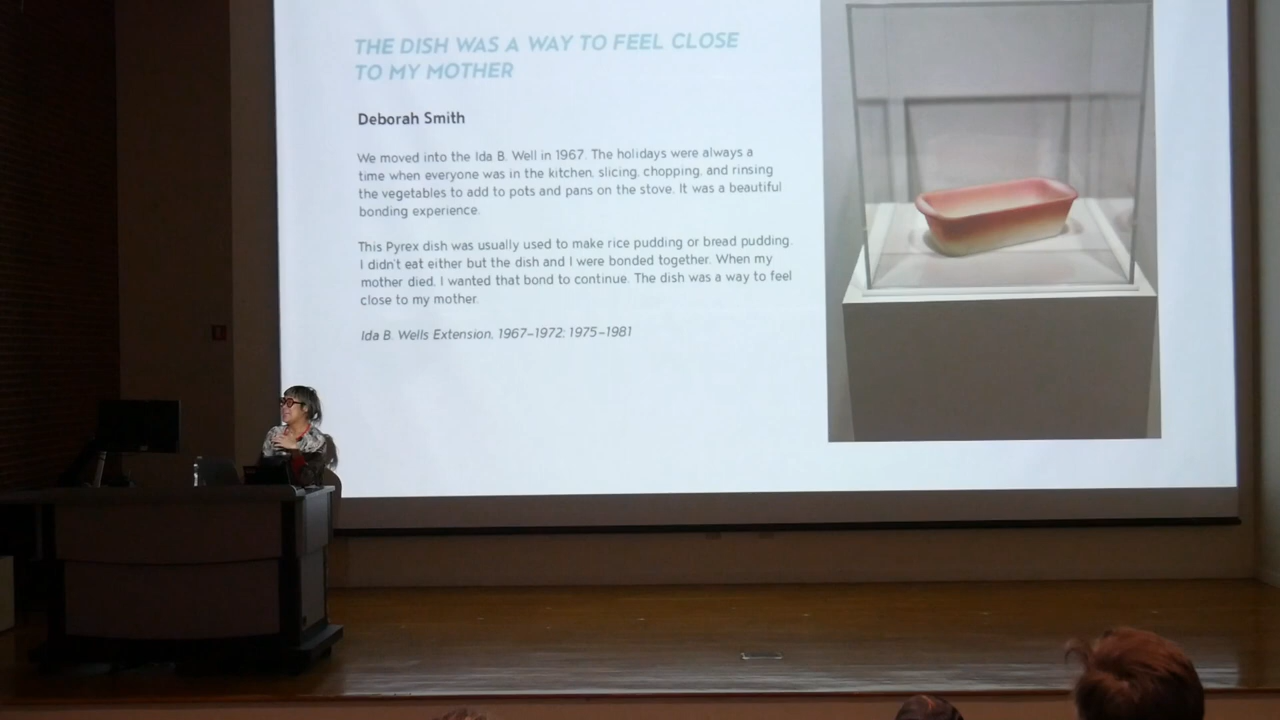 THE DISH WAS A WAY TO FEEL CLOSE
TO MY MOTHER
Deborah Smith
We moved into the Ida B. Well in 1967. The holidays were always a
time when everyone was in the kitchen, slicing, chopping, and rinsing
the vegetables to add to pots and pans on the stove. It was a beautiful
bonding experience.
This Pyrex dish was usually used to make rice pudding or bread pudding.
I didn't eat either but the dish and I were bonded together. When my
mother died, I wanted that bond to continue. The dish was a way to feel
close to my mother.
Ida B. Wells Extension, 1967–1972; 1975–1981